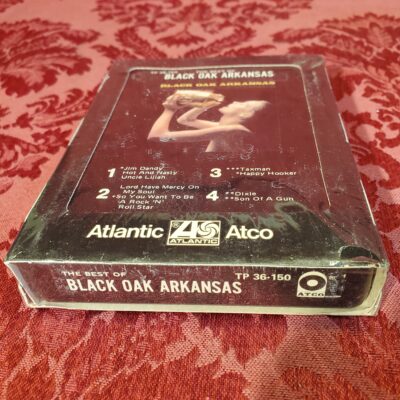 BLACK OAK ARKANSAS
BLACK OAK ARKANSAS
1 *Jim Dandy
Hot And Nasty
Uncle Lijiah
2 Lord Have Mercy On
My Soul
*So You Want To Be
A Rock 'N'
Roll Star
3 ***Taxman
*Happy Hooker
4 **Dixie
**Son Of A Gun
Atlantic
ATLANTIC
Atco
THE BEST OF
BLACK OAK ARKANSAS
TP 36-150
ATCO